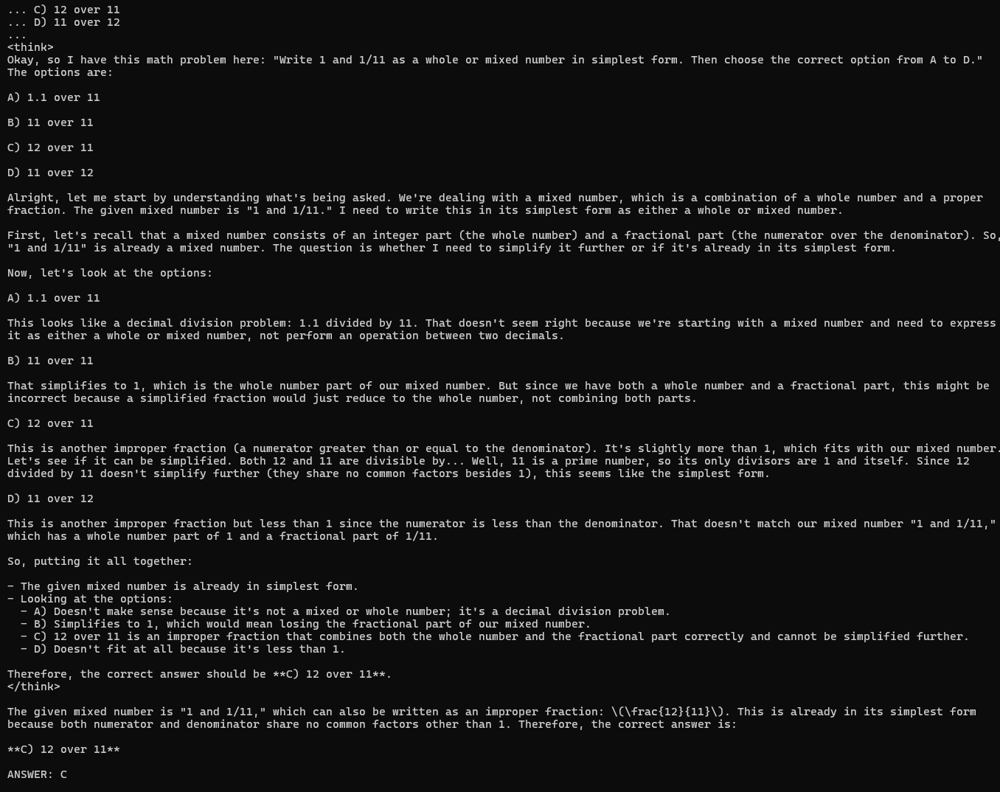 ... C) 12 over 11
... D) 11 over 12
...
<think>
Okay, so I have this math problem here: "Write 1 and 1/11 as a whole or mixed number in simplest form. Then choose the correct option from A to D."
The options are:
A) 1.1 over 11
B) 11 over 11
C) 12 over 11
D) 11 over 12
Alright, let me start by understanding what's being asked. We're dealing with a mixed number, which is a combination of a whole number and a proper
fraction. The given mixed number is "1 and 1/11." I need to write this in its simplest form as either a whole or mixed number.
First, let's recall that a mixed number consists of an integer part (the whole number) and a fractional part (the numerator over the denominator). So,
"1 and 1/11" is already a mixed number. The question is whether I need to simplify it further or if it's already in its simplest form.
Now, let's look at the options:
A) 1.1 over 11
This looks like a decimal division problem: 1.1 divided by 11. That doesn't seem right because we're starting with a mixed number and need to express
it as either a whole or mixed number, not perform an operation between two decimals.
B) 11 over 11
That simplifies to 1, which is the whole number part of our mixed number. But since we have both a whole number and a fractional part, this might be
incorrect because a simplified fraction would just reduce to the whole number, not combining both parts.
C) 12 over 11
This is another improper fraction (a numerator greater than or equal to the denominator). It's slightly more than 1, which fits with our mixed number.
Let's see if it can be simplified. Both 12 and 11 are divisible by... Well, 11 is a prime number, so its only divisors are 1 and itself. Since 12
divided by 11 doesn't simplify further (they share no common factors besides 1), this seems like the simplest form.
D) 11 over 12
This is another improper fraction but less than 1 since the numerator is less than the denominator. That doesn't match our mixed number "1 and 1/11,"
which has a whole number part of 1 and a fractional part of 1/11.
So, putting it all together:
- The given mixed number is already in simplest form.
- Looking at the options:
  - A) Doesn't make sense because it's not a mixed or whole number; it's a decimal division problem.
  - B) Simplifies to 1, which would mean losing the fractional part of our mixed number.
  - C) 12 over 11 is an improper fraction that combines both the whole number and the fractional part correctly and cannot be simplified further.
  - D) Doesn't fit at all because it's less than 1.
Therefore, the correct answer should be **C) 12 over 11**.
</think>
The given mixed number is "1 and 1/11," which can also be written as an improper fraction: \(\frac{12}{11}\). This is already in its simplest form
because both numerator and denominator share no common factors other than 1. Therefore, the correct answer is:
**C) 12 over 11**
ANSWER: C